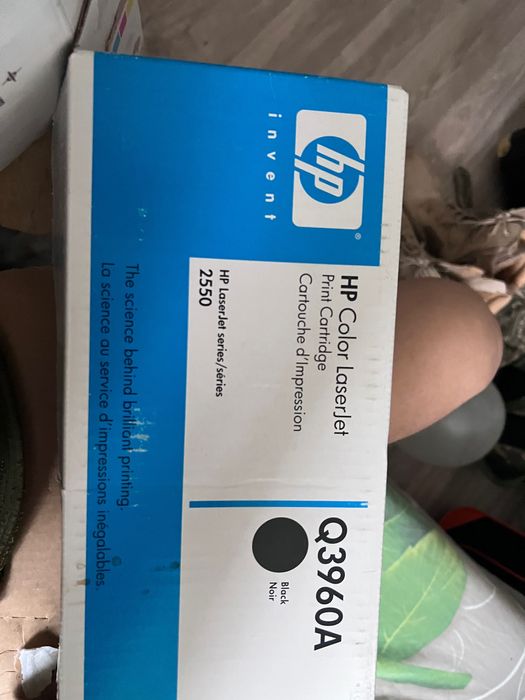 hp
®
invent
HP Color LaserJet
Print Cartridge
Cartouche d'Impression
HP LaserJet series/séries
2550
Q3960A
Black
Noir
The science behind brilliant printing.
La science au service d'impressions inégalables.